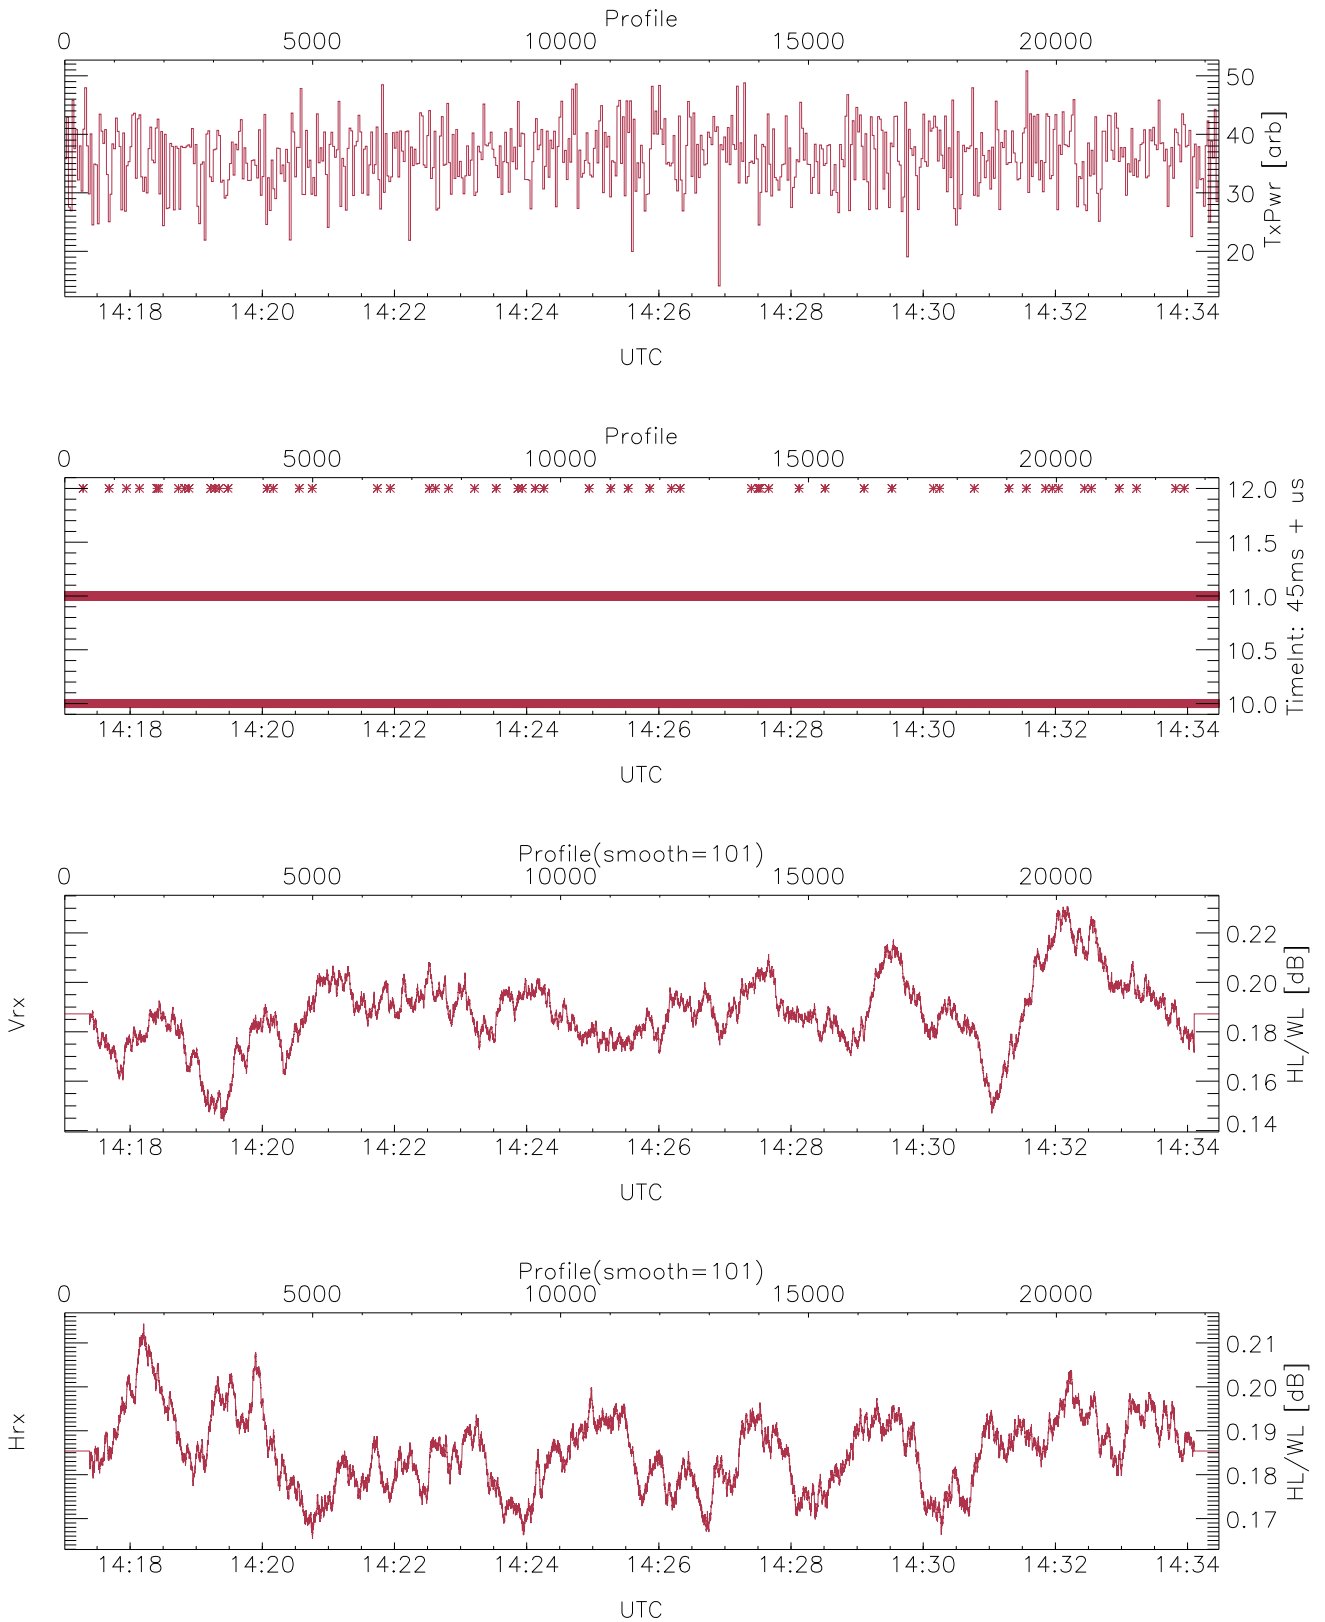 Profile
0 5000 10000 15000 20000
50
40
30
20
TxPwr [arb]
14:18 14:20 14:22 14:24 14:26 14:28 14:30 14:32 14:34
UTC
Profile
0 5000 10000 15000 20000
12.0
11.5
11.0
10.5
10.0
TimeInt: 45ms + us
14:18 14:20 14:22 14:24 14:26 14:28 14:30 14:32 14:34
UTC
Profile(smooth=101)
0 5000 10000 15000 20000
Vrx
0.22
0.20
0.18
0.16
0.14
HL/WL [dB]
14:18 14:20 14:22 14:24 14:26 14:28 14:30 14:32 14:34
UTC
Profile(smooth=101)
0 5000 10000 15000 20000
Hrx
0.21
0.20
0.19
0.18
0.17
HL/WL [dB]
14:18 14:20 14:22 14:24 14:26 14:28 14:30 14:32 14:34
UTC